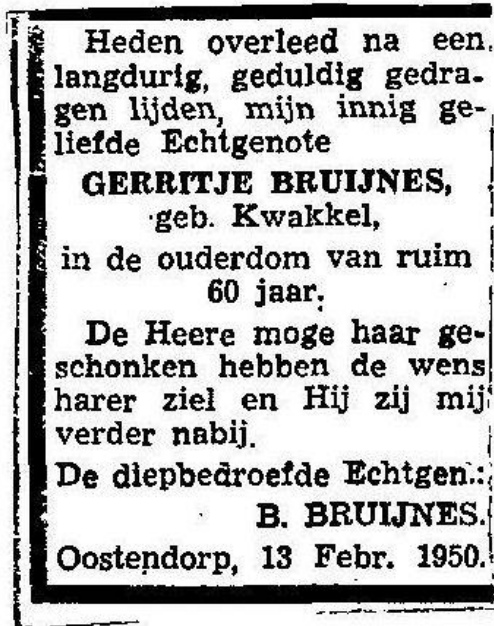 Heden overleed na een
langdurig, geduldig gedra-
gen lijden, mijn innig ge-
liefde Echtgenote
GERRITJE BRUIJNES,
geb. Kwakkel,
in de ouderdom van ruim
60 jaar.
De Heere moge haar ge-
schonken hebben de wens
harer ziel en Hij zij mij
verder nabij.
De diepbedroefde Echtgen.:
B. BRUIJNES.
Oostendorp, 13 Febr. 1950.